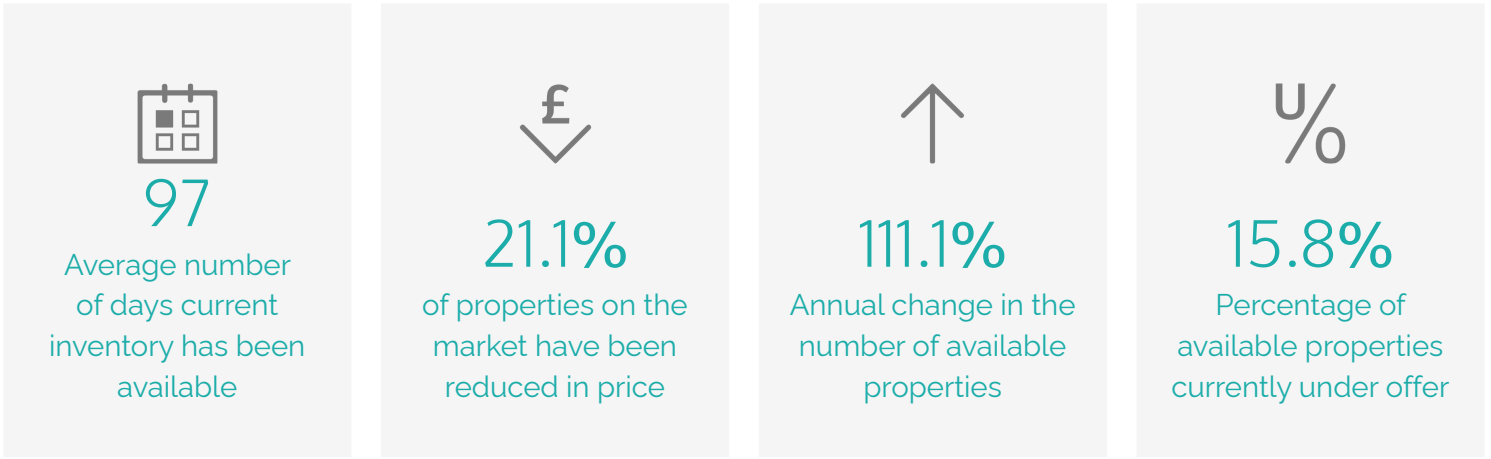 97
Average number
of days current
inventory has been
available
£
21.1%
of properties on the
market have been
reduced in price
111.1%
Annual change in the
number of available
properties
U/O
15.8%
Percentage of
available properties
currently under offer